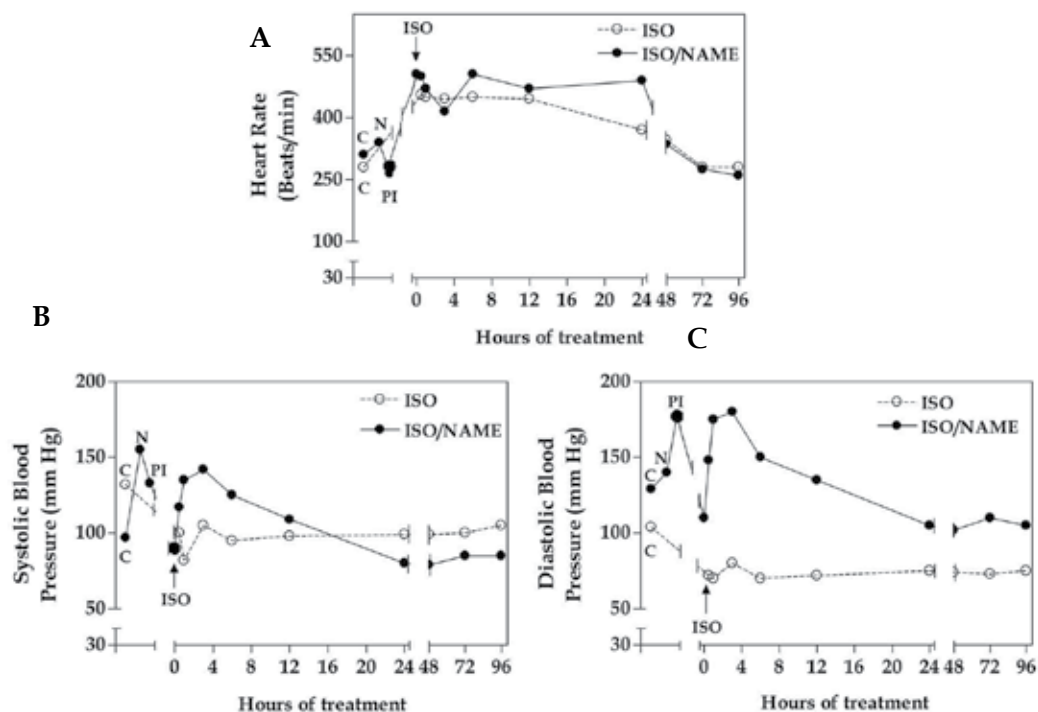 A
ISO
ISO
ISO/NAME
Heart Rate
(Beats/min)
550
400
250
100
30
C
N
C
PI
0 4 8 12 16 20 24 48 72 96
Hours of treatment
B
Systolic Blood
Pressure (mm Hg)
200
150
100
50
30
ISO
ISO/NAME
N
C
PI
C
ISO
0 4 8 12 16 20 24 48 72 96
Hours of treatment
C
Diastolic Blood
Pressure (mm Hg)
200
150
100
50
30
ISO
ISO/NAME
PI
N
C
C
ISO
0 4 8 12 16 20 24 48 72 96
Hours of treatment